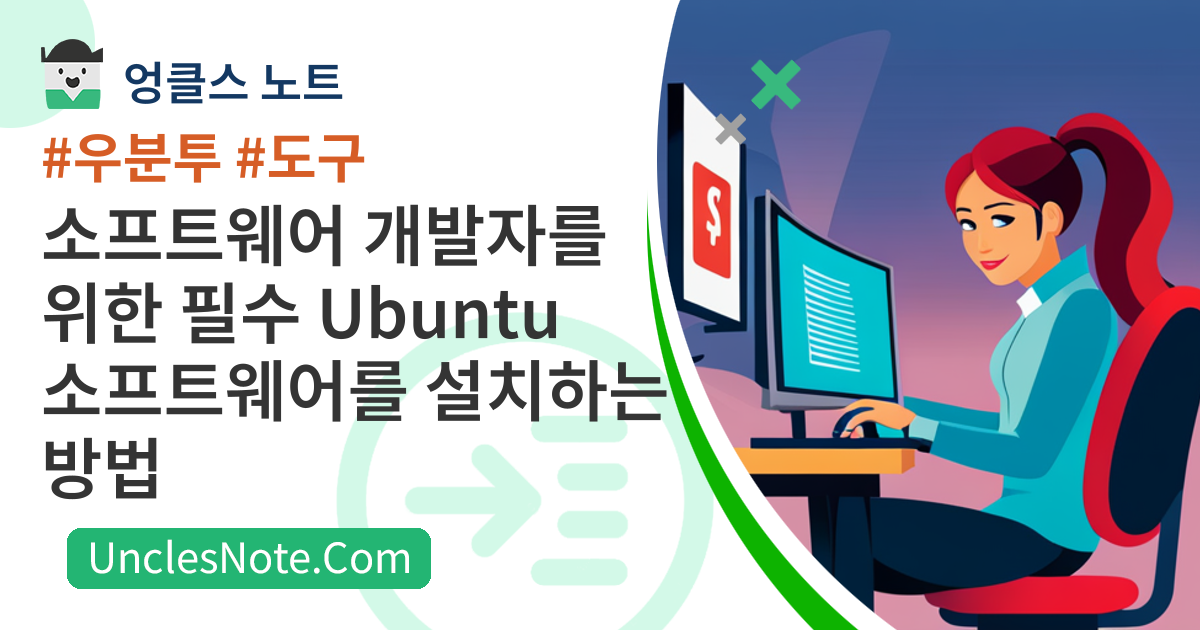 엉클스 노트
#우분투 #도구
소프트웨어 개발자를
위한 필수 Ubuntu
소프트웨어를 설치하는
방법
UnclesNote.Com